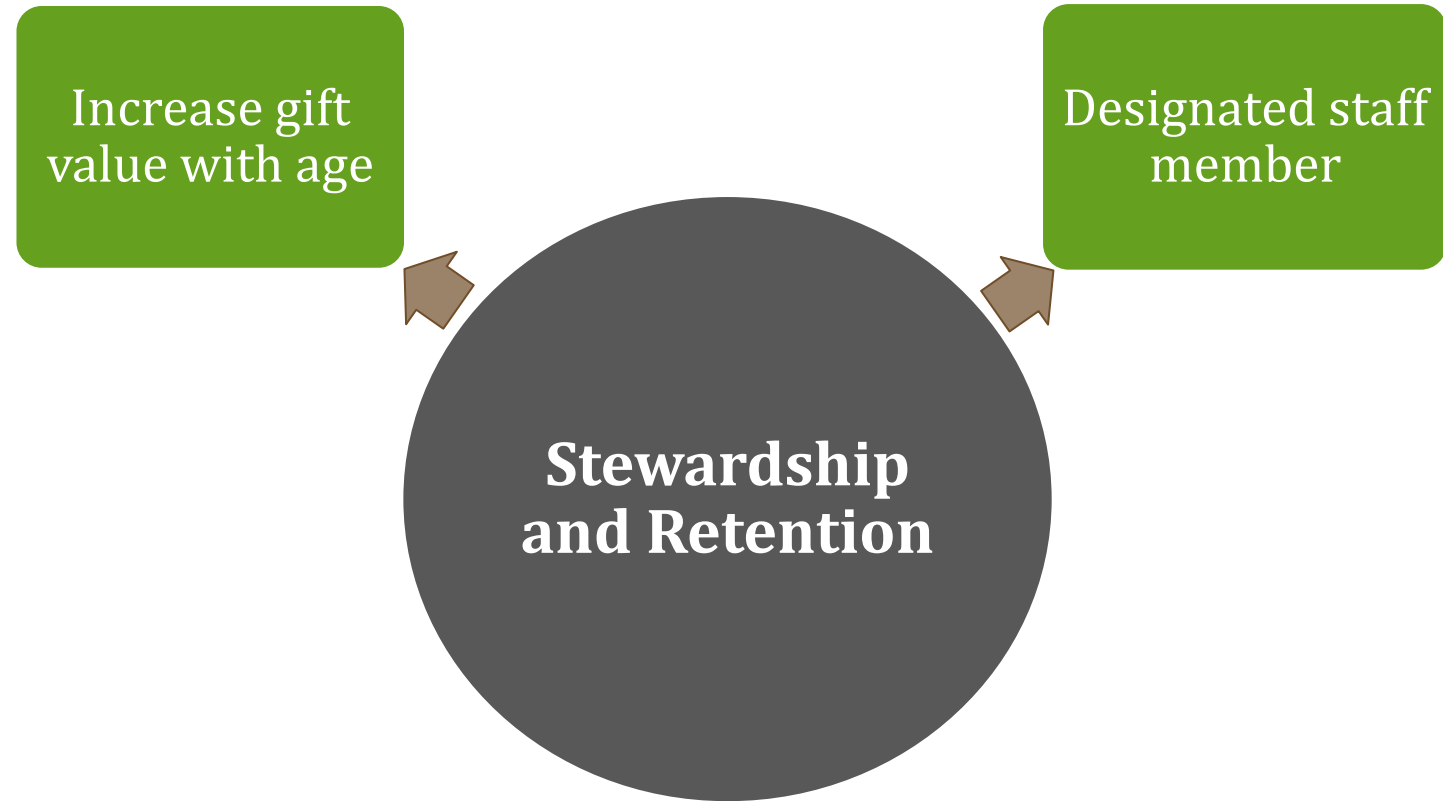 Increase gift
value with age
Designated staff
member
Stewardship
and Retention